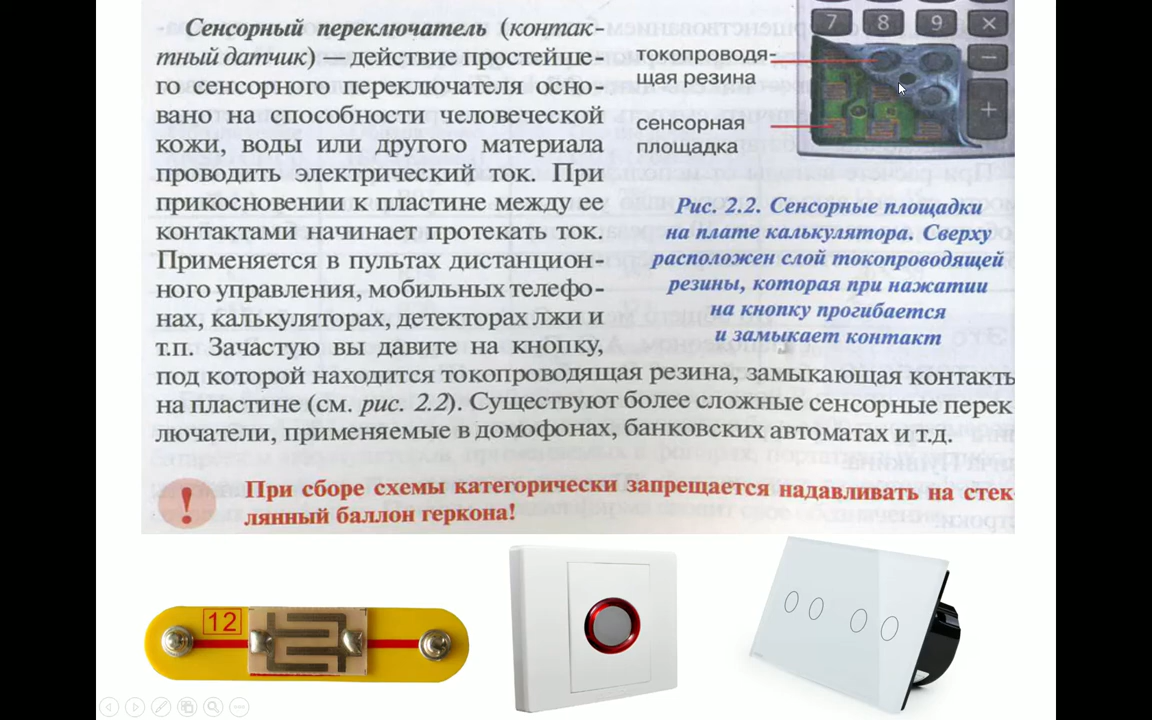 Сенсорный переключатель (контак-
тный датчик) — действие простейше-
го сенсорного переключателя осно-
вано на способности человеческой
кожи, воды или другого материала
проводить электрический ток. При
прикосновении к пластине между ее
контактами начинает протекать ток.
Применяется в пультах дистанцион-
ного управления, мобильных телефо-
нах, калькуляторах, детекторах лжи и
т.п. Зачастую вы давите на кнопку,
под которой находится токопроводящая резина, замыкающая контакть
на пластине (см. рис. 2.2). Существуют более сложные сенсорные перек
лючатели, применяемые в домофонах, банковских автоматах и т.д.
7 8 9 ×
−
+
токопроводя-
щая резина
сенсорная
площадка
Рис. 2.2. Сенсорные площадки
на плате калькулятора. Сверху
расположен слой токопроводящей
резины, которая при нажатии
на кнопку прогибается
и замыкает контакт
! При сборе схемы категорически запрещается надавливать на стек-
лянный баллон геркона!
12